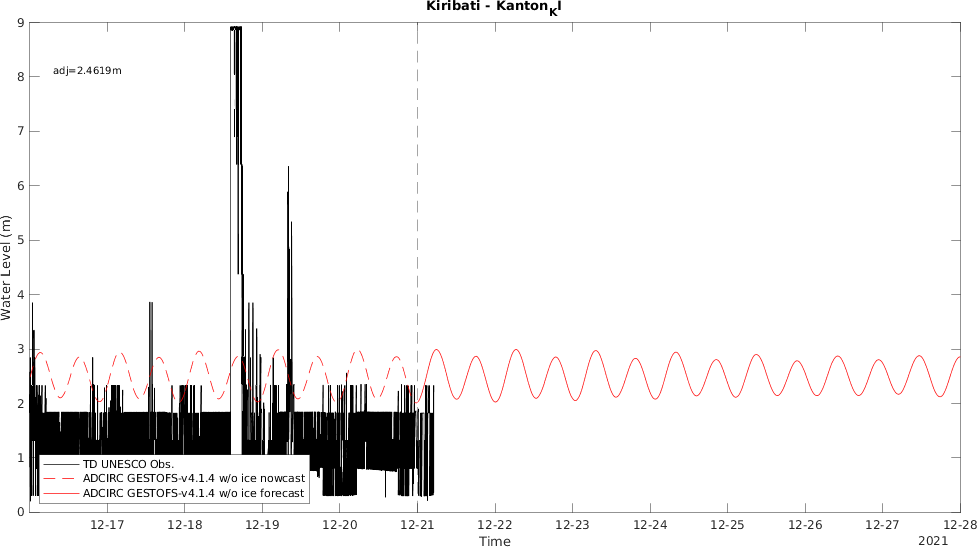 Kiribati - Kanton_KI
adj=2.4619m
9
8
7
6
5
4
3
2
1
0
Water Level (m)
TD UNESCO Obs.
ADCIRC GESTOFS-v4.1.4 w/o ice nowcast
ADCIRC GESTOFS-v4.1.4 w/o ice forecast
12-17 12-18 12-19 12-20 12-21 12-22 12-23 12-24 12-25 12-26 12-27 12-28
Time
2021